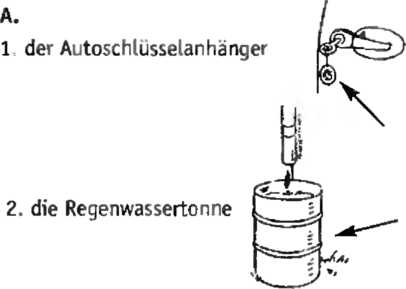 A.
1. der Autoschlüsselanhänger
2. die Regenwassertonne